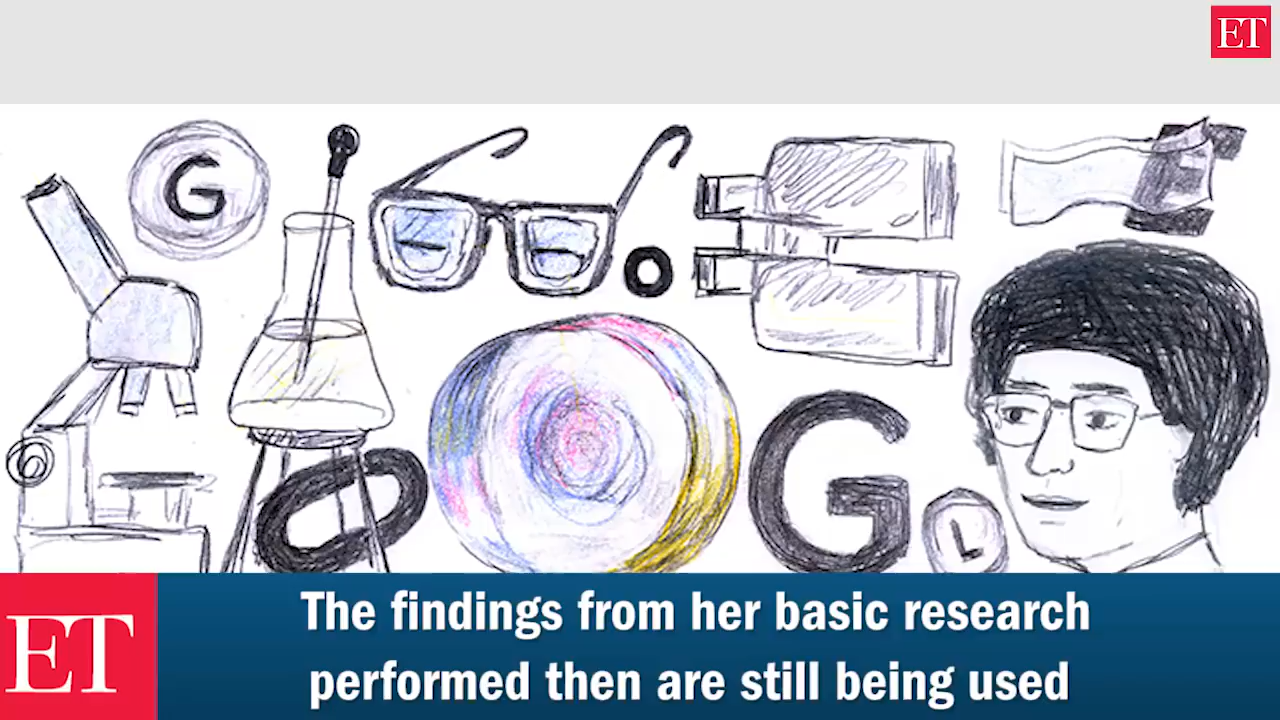 ET
G
O
G
L
E
ET
The findings from her basic research
performed then are still being used